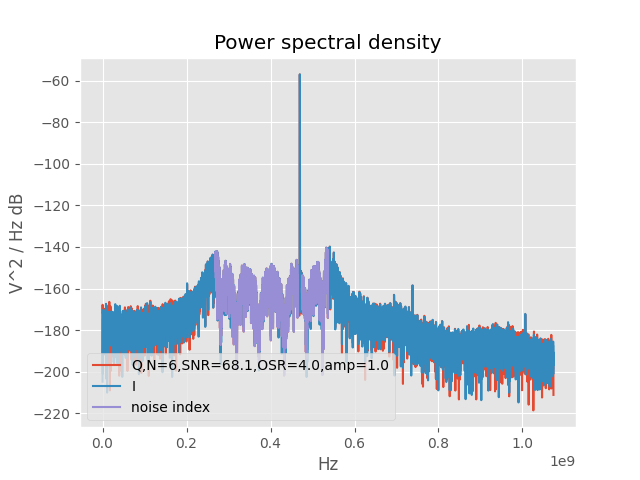 Power spectral density
V^2 / Hz dB
−60
−80
−100
−120
−140
−160
−180
−200
−220
Q,N=6,SNR=68.1,OSR=4.0,amp=1.0
I
noise index
0.0 0.2 0.4 0.6 0.8 1.0
1e9
Hz